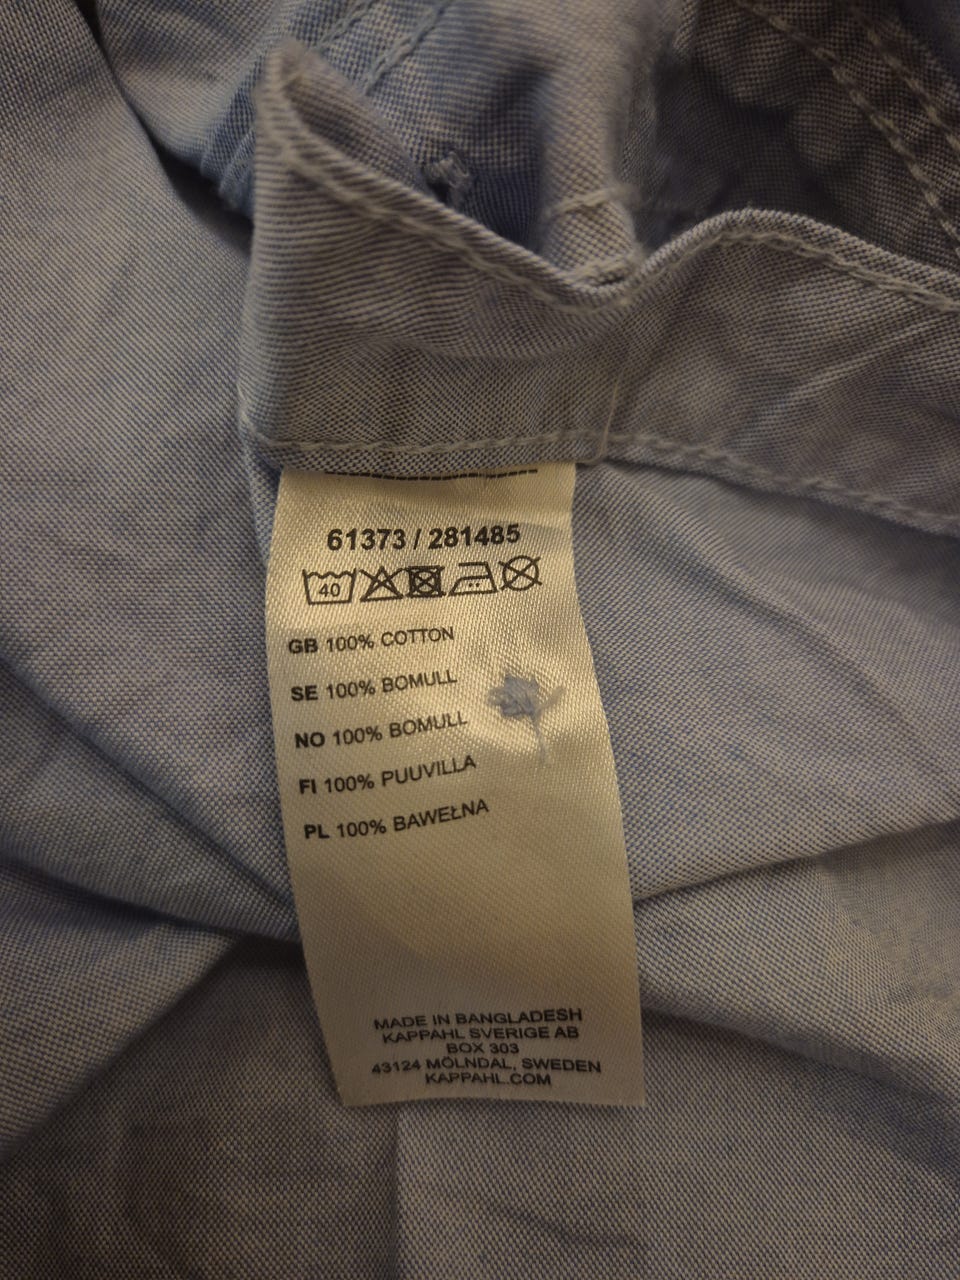 61373 / 281485
40
GB 100% COTTON
SE 100% BOMULL
NO 100% BOMULL
FI 100% PUUVILLA
PL 100% BAWEŁNA
MADE IN BANGLADESH
KAPPAHL SVERIGE AB
BOX 303
43124 MÖLNDAL, SWEDEN
KAPPAHL.COM